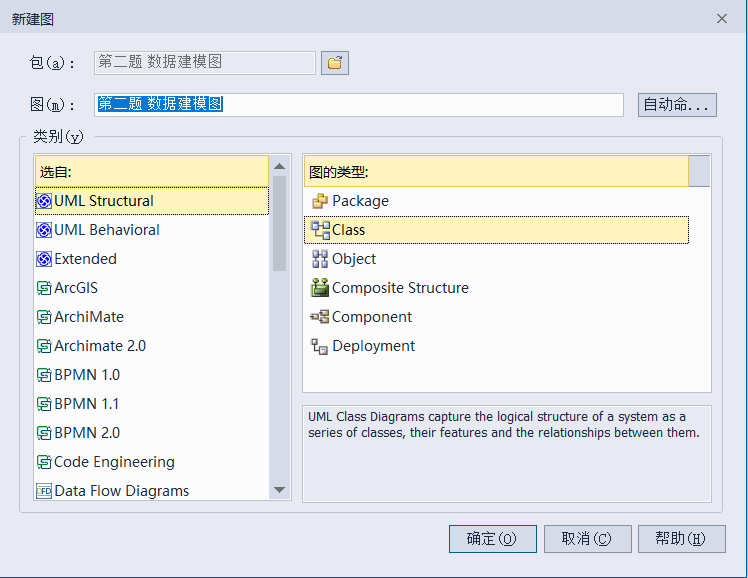 新建图
包(a)： 第二题 数据建模图
图(m)： 第二题 数据建模图 自动命...
类别(y)
选自:
UML Structural
UML Behavioral
Extended
ArcGIS
ArchiMate
Archimate 2.0
BPMN 1.0
BPMN 1.1
BPMN 2.0
Code Engineering
DFD Data Flow Diagrams
图的类型:
Package
Class
Object
Composite Structure
Component
Deployment
UML Class Diagrams capture the logical structure of a system as a
series of classes, their features and the relationships between them.
确定(O) 取消(C) 帮助(H)